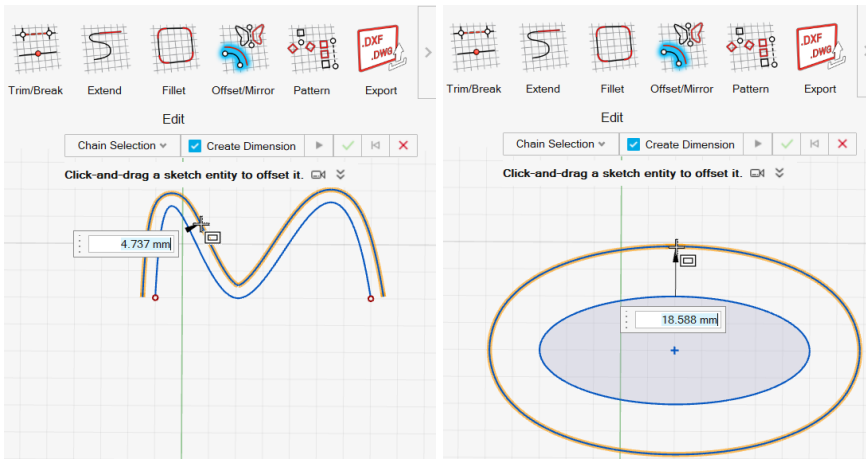 .DXF
.DWG
Trim/Break Extend Fillet Offset/Mirror Pattern Export
Edit
Chain Selection Create Dimension
Click-and-drag a sketch entity to offset it.
4.737 mm
.DXF
.DWG
Trim/Break Extend Fillet Offset/Mirror Pattern Export
Edit
Chain Selection Create Dimension
Click-and-drag a sketch entity to offset it.
18.588 mm